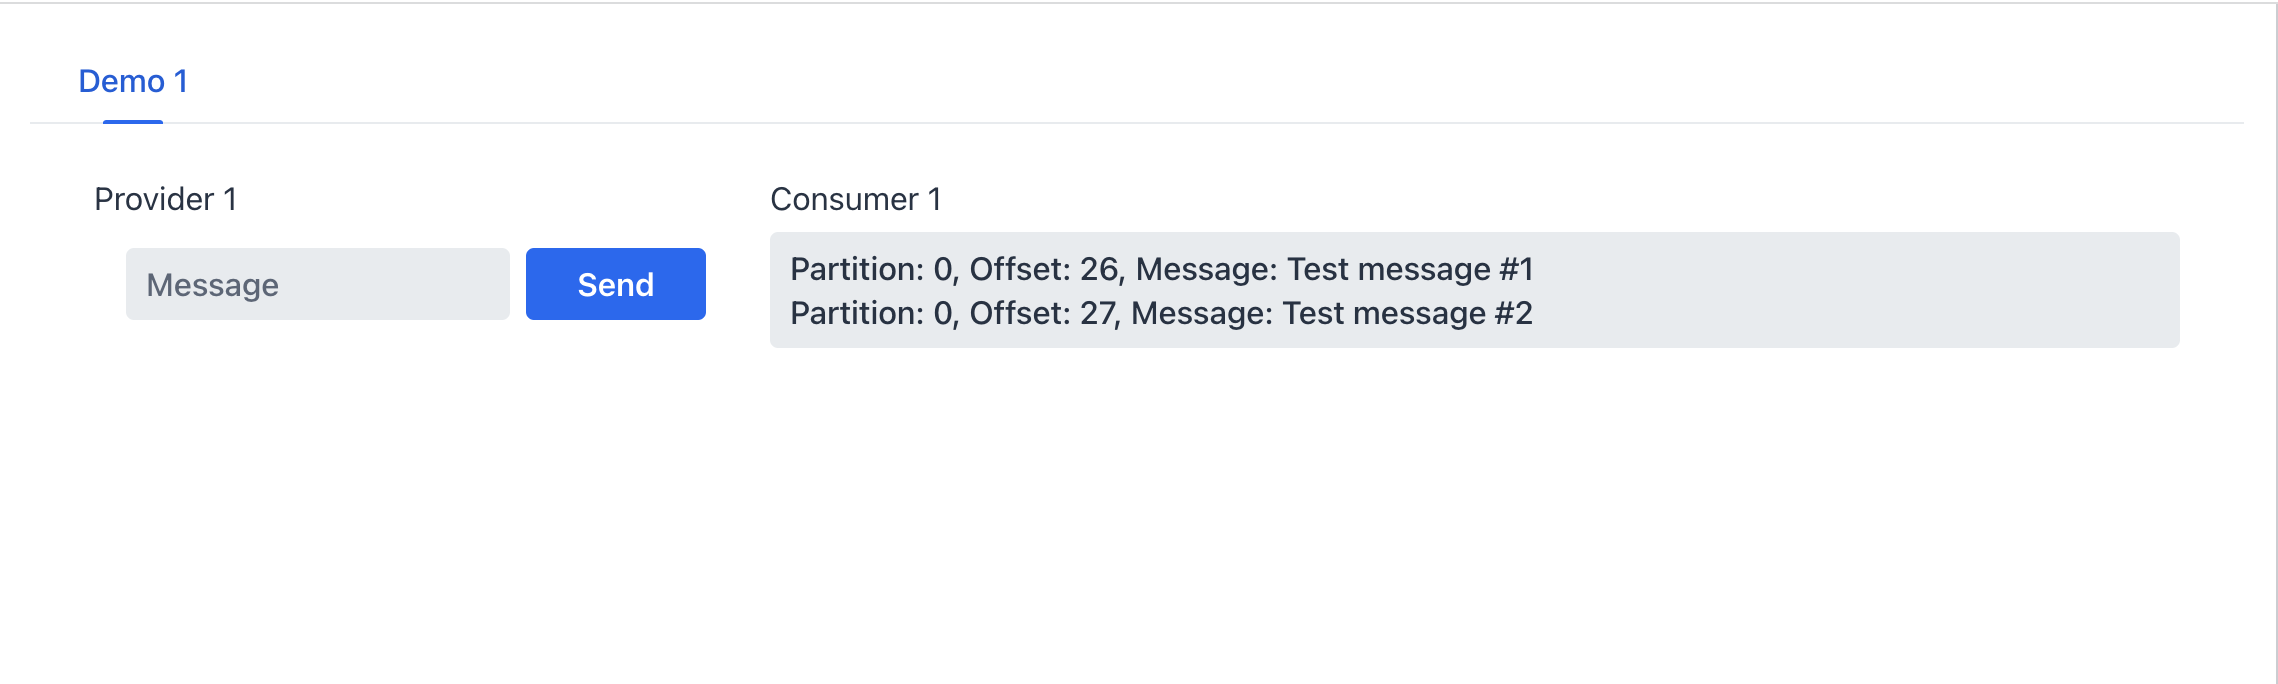 Demo 1
Provider 1
Message
Send
Consumer 1
Partition: 0, Offset: 26, Message: Test message #1
Partition: 0, Offset: 27, Message: Test message #2